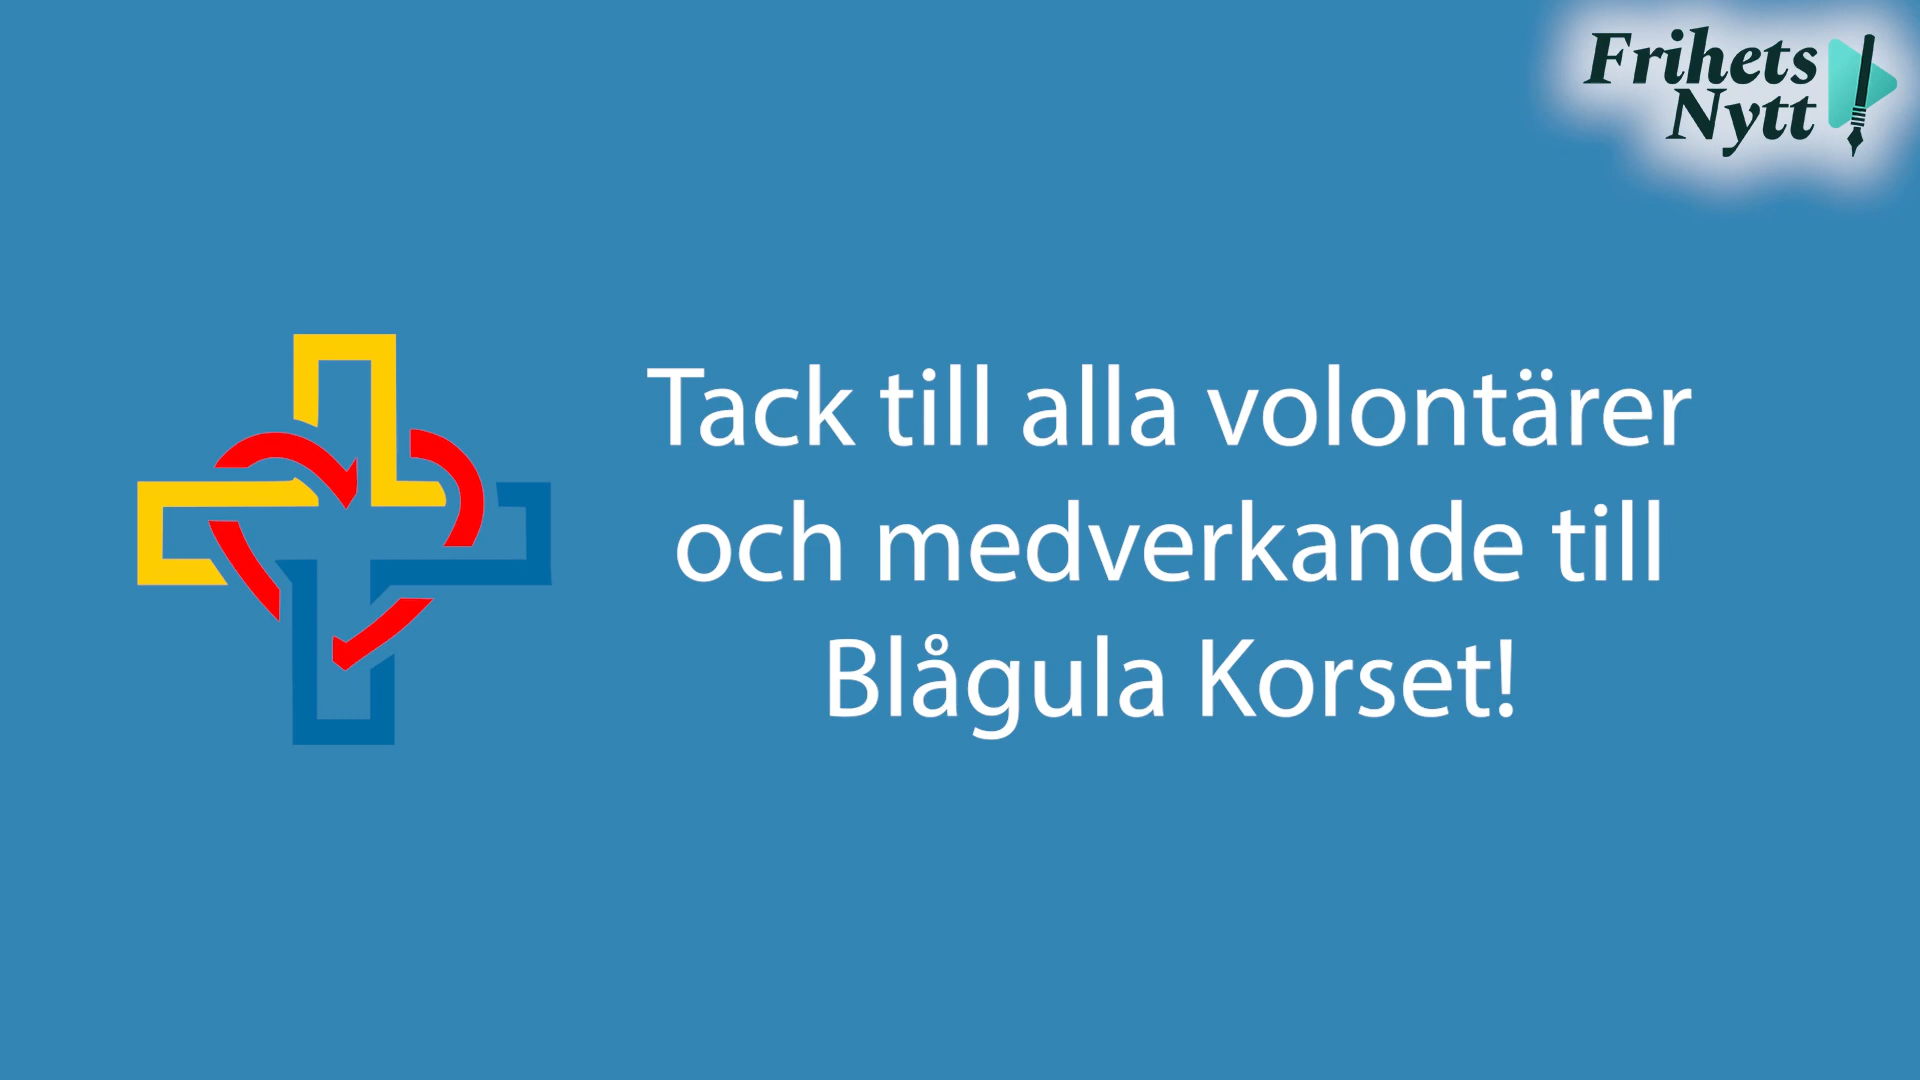 Frihets
Nytt
Tack till alla volontärer
och medverkande till
Blågula Korset!